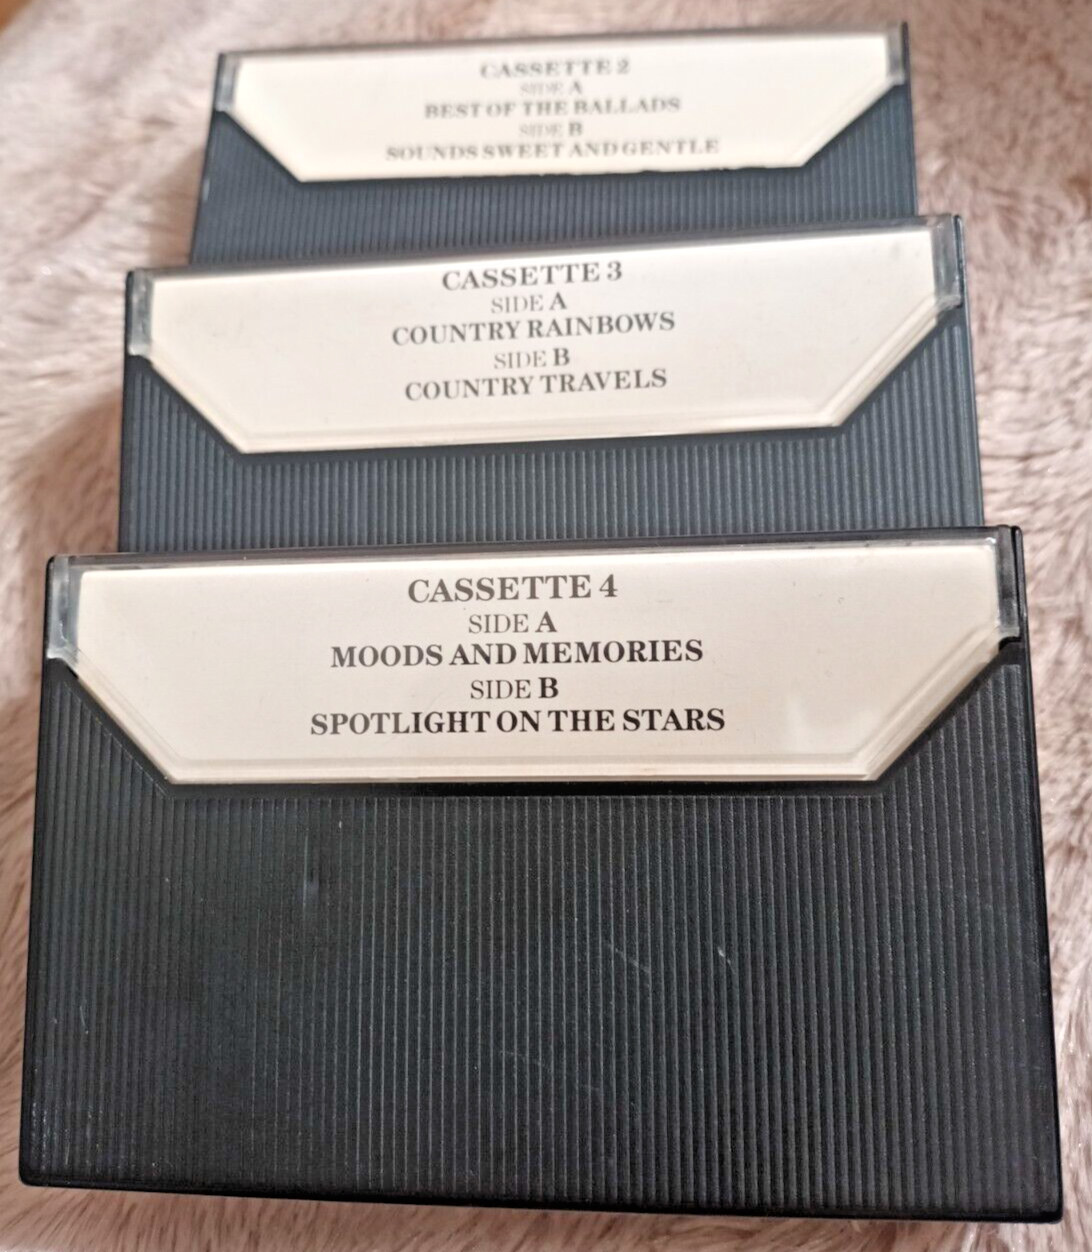 CASSETTE 2
SIDE A
BEST OF THE BALLADS
SIDE B
SOUNDS SWEET AND GENTLE
CASSETTE 3
SIDE A
COUNTRY RAINBOWS
SIDE B
COUNTRY TRAVELS
CASSETTE 4
SIDE A
MOODS AND MEMORIES
SIDE B
SPOTLIGHT ON THE STARS